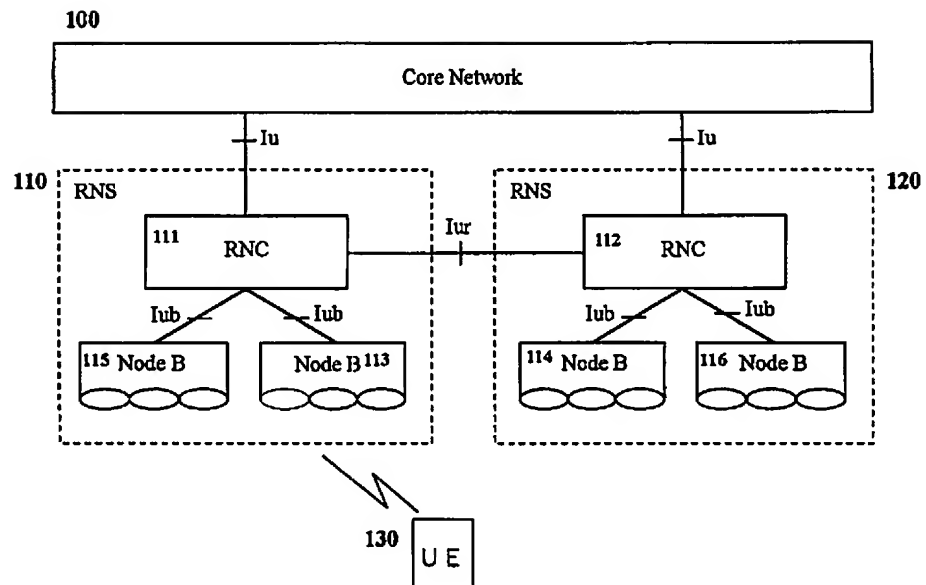 100
Core Network
Iu
Iu
110
RNS
RNS
120
111
RNC
Iur
112
RNC
Iub
Iub
Iub
Iub
115 Node B
Node B 113
114 Node B
116 Node B
130
U E